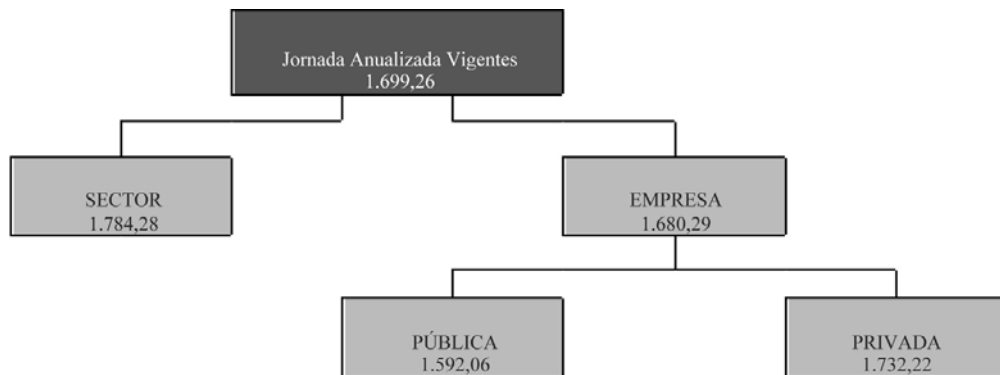 Jornada Anualizada Vigentes
1.699,26
SECTOR
1.784,28
EMPRESA
1.680,29
PÚBLICA
1.592,06
PRIVADA
1.732,22